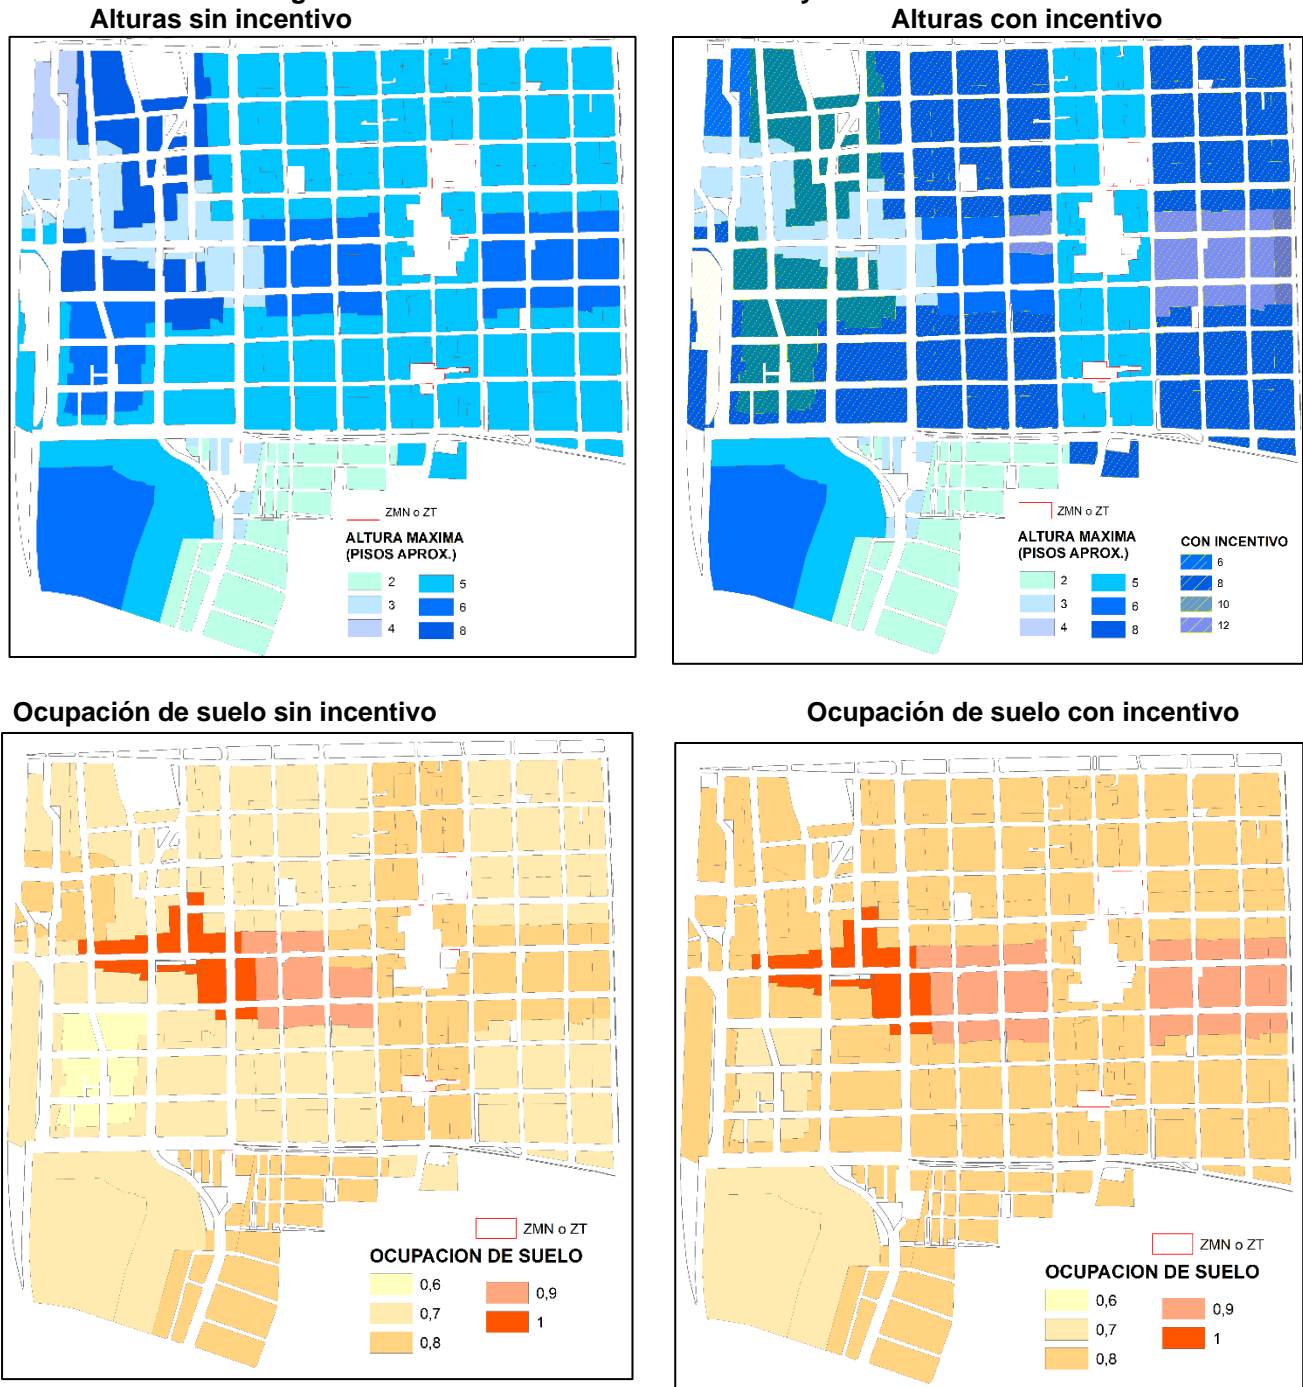 Alturas sin incentivo
Alturas con incentivo
ZMN o ZT
ALTURA MAXIMA
(PISOS APROX.)
2
3
4
5
6
8
ZMN o ZT
ALTURA MAXIMA
(PISOS APROX.)
2
3
4
5
6
8
CON INCENTIVO
6
8
10
12
Ocupación de suelo sin incentivo
Ocupación de suelo con incentivo
ZMN o ZT
OCUPACION DE SUELO
0,6
0,7
0,8
0,9
1
ZMN o ZT
OCUPACION DE SUELO
0,6
0,7
0,8
0,9
1